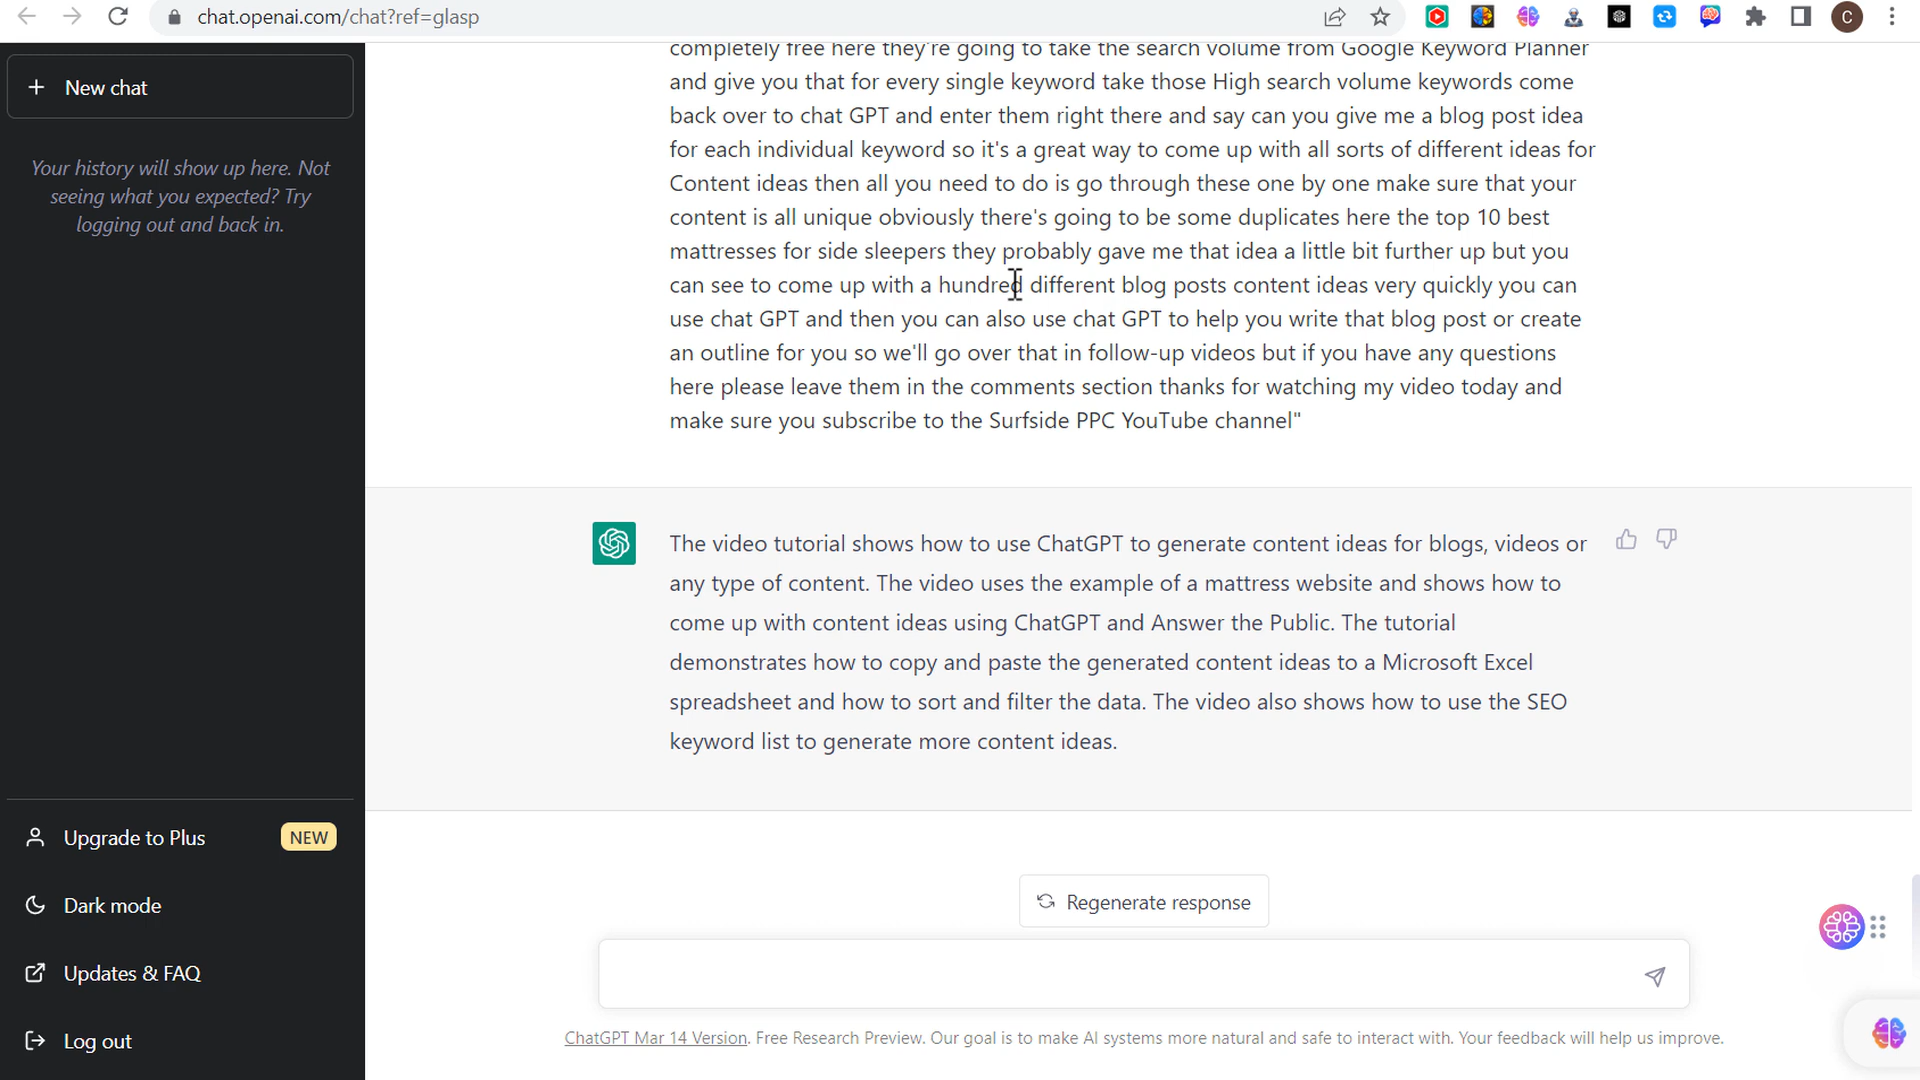 chat.openai.com/chat?ref=glasp
C
New chat
Your history will show up here. Not
seeing what you expected? Try
logging out and back in.
Upgrade to Plus
NEW
Dark mode
Updates & FAQ
Log out
completely free here they're going to take the search volume from Google Keyword Planner
and give you that for every single keyword take those High search volume keywords come
back over to chat GPT and enter them right there and say can you give me a blog post idea
for each individual keyword so it's a great way to come up with all sorts of different ideas for
Content ideas then all you need to do is go through these one by one make sure that your
content is all unique obviously there's going to be some duplicates here the top 10 best
mattresses for side sleepers they probably gave me that idea a little bit further up but you
can see to come up with a hundred different blog posts content ideas very quickly you can
use chat GPT and then you can also use chat GPT to help you write that blog post or create
an outline for you so we'll go over that in follow-up videos but if you have any questions
here please leave them in the comments section thanks for watching my video today and
make sure you subscribe to the Surfside PPC YouTube channel"
The video tutorial shows how to use ChatGPT to generate content ideas for blogs, videos or
any type of content. The video uses the example of a mattress website and shows how to
come up with content ideas using ChatGPT and Answer the Public. The tutorial
demonstrates how to copy and paste the generated content ideas to a Microsoft Excel
spreadsheet and how to sort and filter the data. The video also shows how to use the SEO
keyword list to generate more content ideas.
Regenerate response
ChatGPT Mar 14 Version. Free Research Preview. Our goal is to make AI systems more natural and safe to interact with. Your feedback will help us improve.